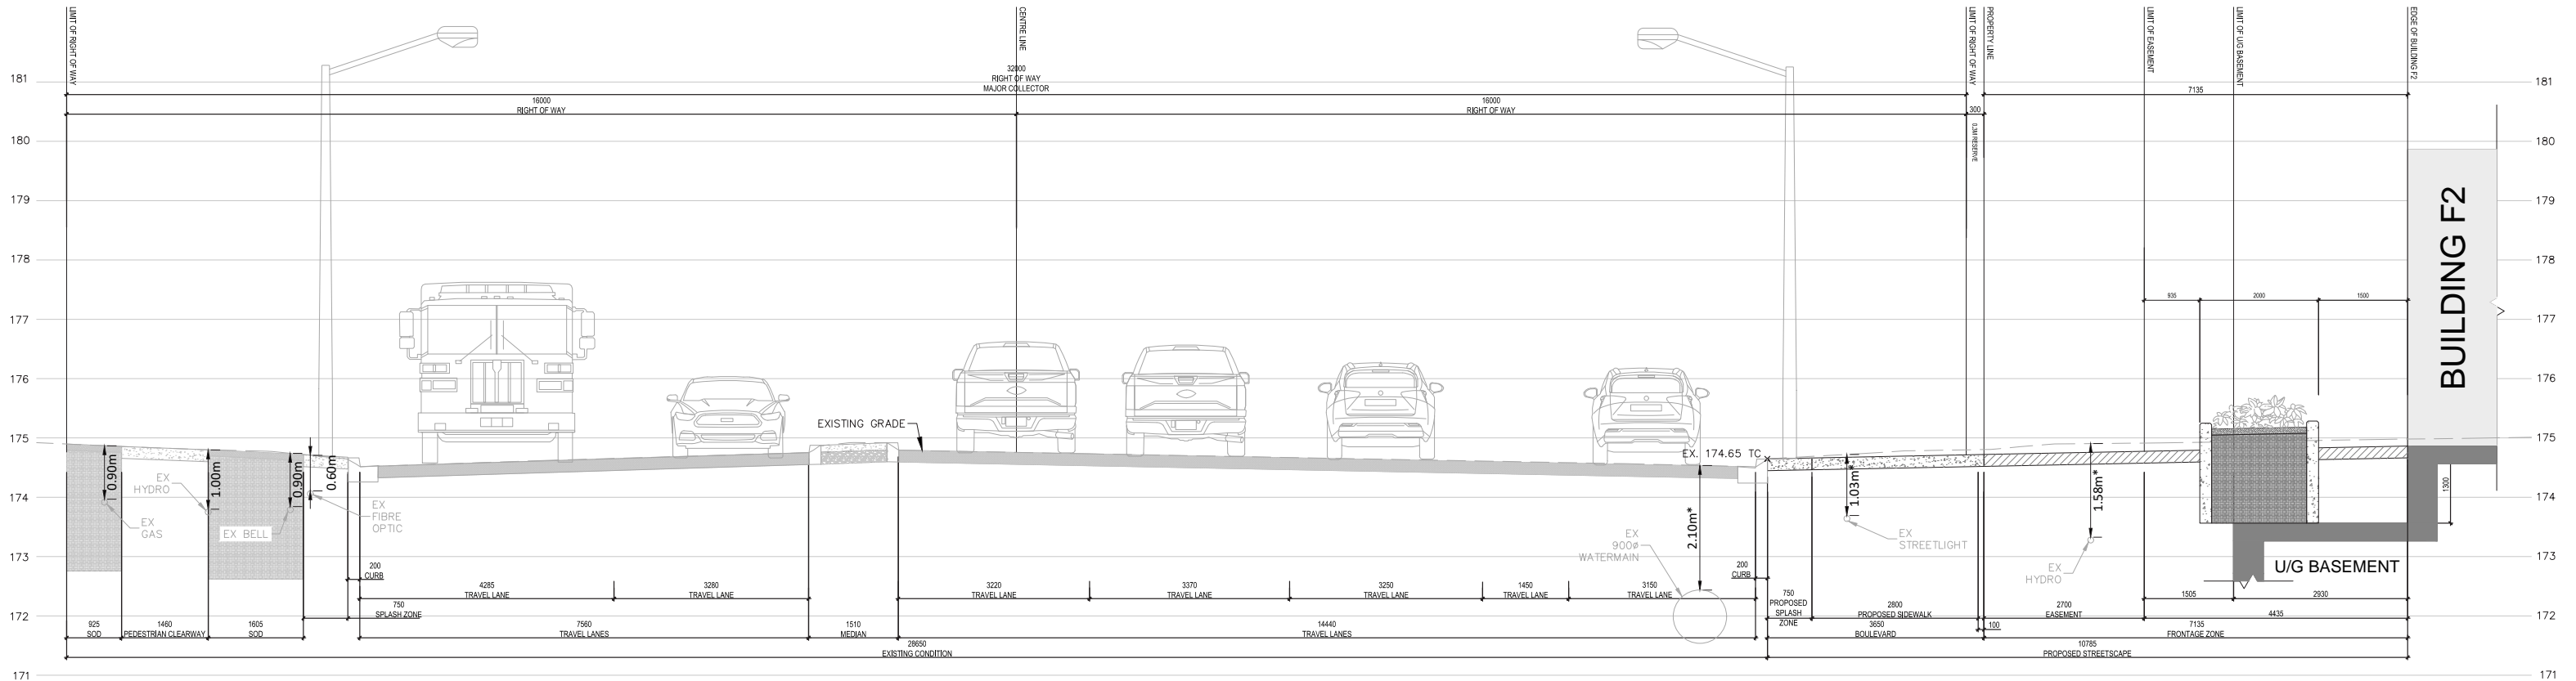 LIMIT OF RIGHT OF WAY
CENTRE LINE
LIMIT OF RIGHT OF WAY
PROPERTY LINE
LIMIT OF EASEMENT
LIMIT OF U/G BASEMENT
EDGE OF BUILDING F2
32000
RIGHT OF WAY
MAJOR COLLECTOR
16000
RIGHT OF WAY
16000
RIGHT OF WAY
300
0.3M RESERVE
7135
181
180
179
178
177
176
175
174
173
172
171
181
180
179
178
177
176
175
174
173
172
171
BUILDING F2
935
2000
1500
EXISTING GRADE
EX. 174.65 TC
0.90m
EX
GAS
EX
HYDRO
1.00m
0.90m
EX BELL
0.60m
EX
FIBRE
OPTIC
2.10m*
EX
900ø
WATERMAIN
1.03m*
EX
STREETLIGHT
1.58m*
EX
HYDRO
1300
U/G BASEMENT
200
CURB
4285
TRAVEL LANE
3280
TRAVEL LANE
3220
TRAVEL LANE
3370
TRAVEL LANE
3250
TRAVEL LANE
1450
TRAVEL LANE
3150
TRAVEL LANE
200
CURB
750
SPLASH ZONE
750
PROPOSED
SPLASH
ZONE
2800
PROPOSED SIDEWALK
100
2700
EASEMENT
1505
2930
4435
925
SOD
1460
PEDESTRIAN CLEARWAY
1605
SOD
7560
TRAVEL LANES
1510
MEDIAN
14440
TRAVEL LANES
3650
BOULEVARD
7135
FRONTAGE ZONE
28650
EXISTING CONDITION
10785
PROPOSED STREETSCAPE